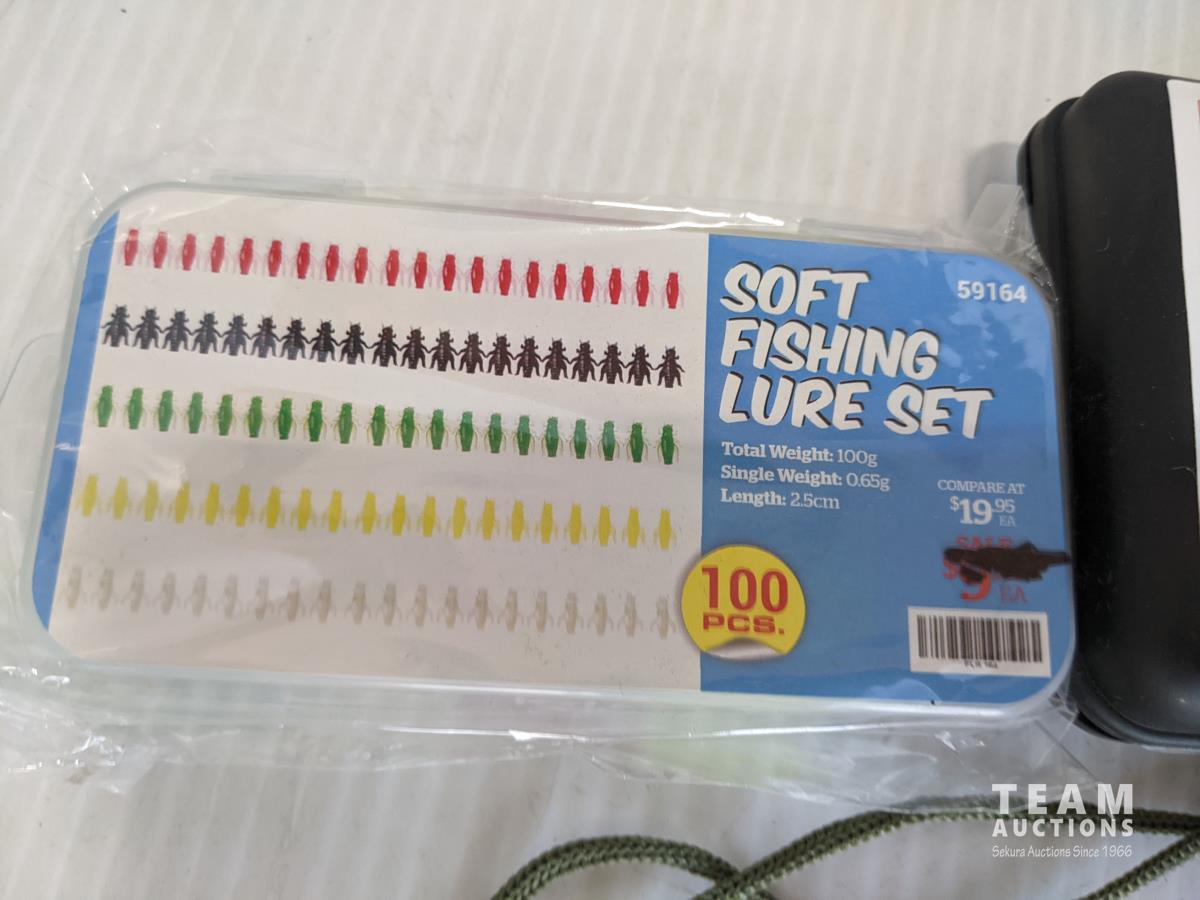 SOFT
FISHING
LURE SET
59164
Total Weight: 100g
Single Weight: 0.65g
Length: 2.5cm
COMPARE AT
$19.95
EA
SALE
EA
100
PCS.
TEAM
AUCTIONS
Sekura Auctions Since 1966